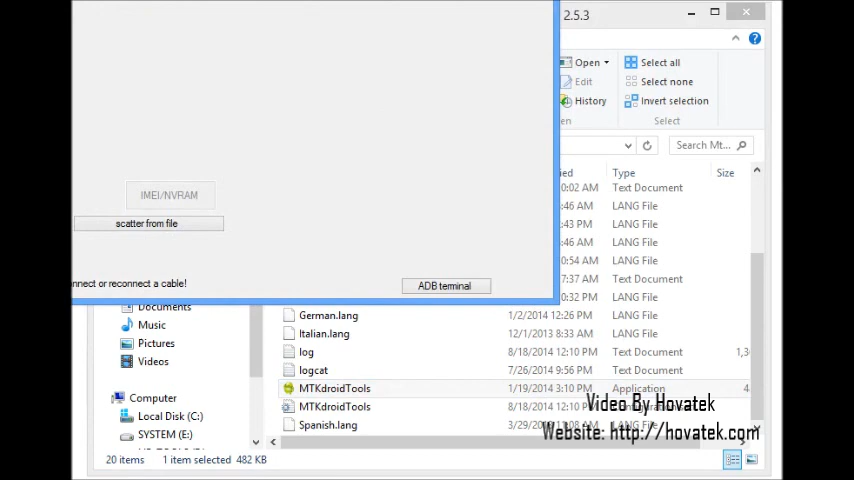 2.5.3
Open
Select all
Edit
Select none
History
Invert selection
Select
Search Mt...
Type
Size
Text Document
LANG File
LANG File
LANG File
LANG File
Text Document
LANG File
IMEI/NVRAM
scatter from file
nnect or reconnect a cable!
ADB terminal
Documents
Music
Pictures
Videos
Computer
Local Disk (C:)
SYSTEM (E:)
German.lang 1/2/2014 12:26 PM LANG File
Italian.lang 12/1/2013 8:33 AM LANG File
log 8/18/2014 12:10 PM Text Document 1,3
logcat 7/26/2014 9:56 PM Text Document
MTKdroidTools 1/19/2014 3:10 PM Application 4
MTKdroidTools 8/18/2014 12:10
Spanish.lang LANG File
Video By Hovatek
Website: http://hovatek.com
20 items 1 item selected 482 KB